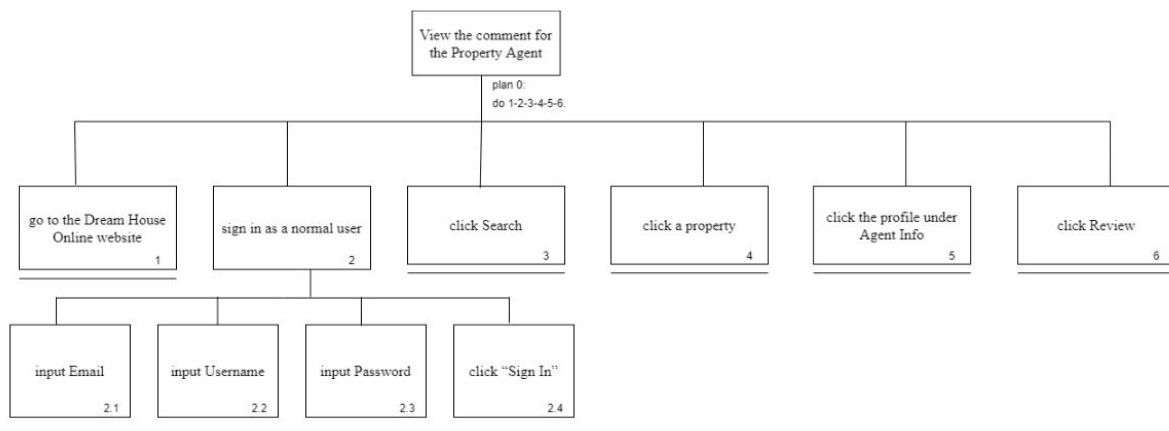 View the comment for
the Property Agent
plan 0:
do 1-2-3-4-5-6.
go to the Dream House
Online website
1
sign in as a normal user
2
click Search
3
click a property
4
click the profile under
Agent Info
5
click Review
6
input Email
2.1
input Username
2.2
input Password
2.3
click “Sign In”
2.4